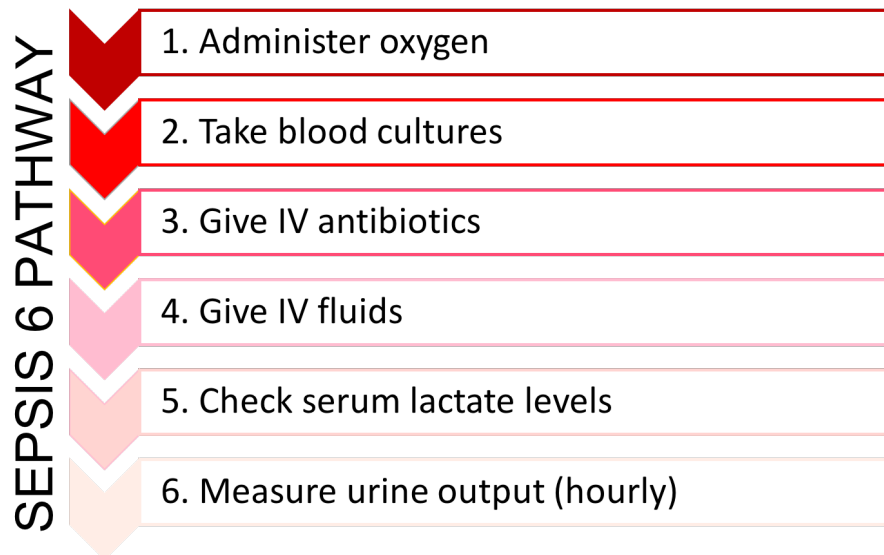 SEPSIS 6 PATHWAY
1. Administer oxygen
2. Take blood cultures
3. Give IV antibiotics
4. Give IV fluids
5. Check serum lactate levels
6. Measure urine output (hourly)